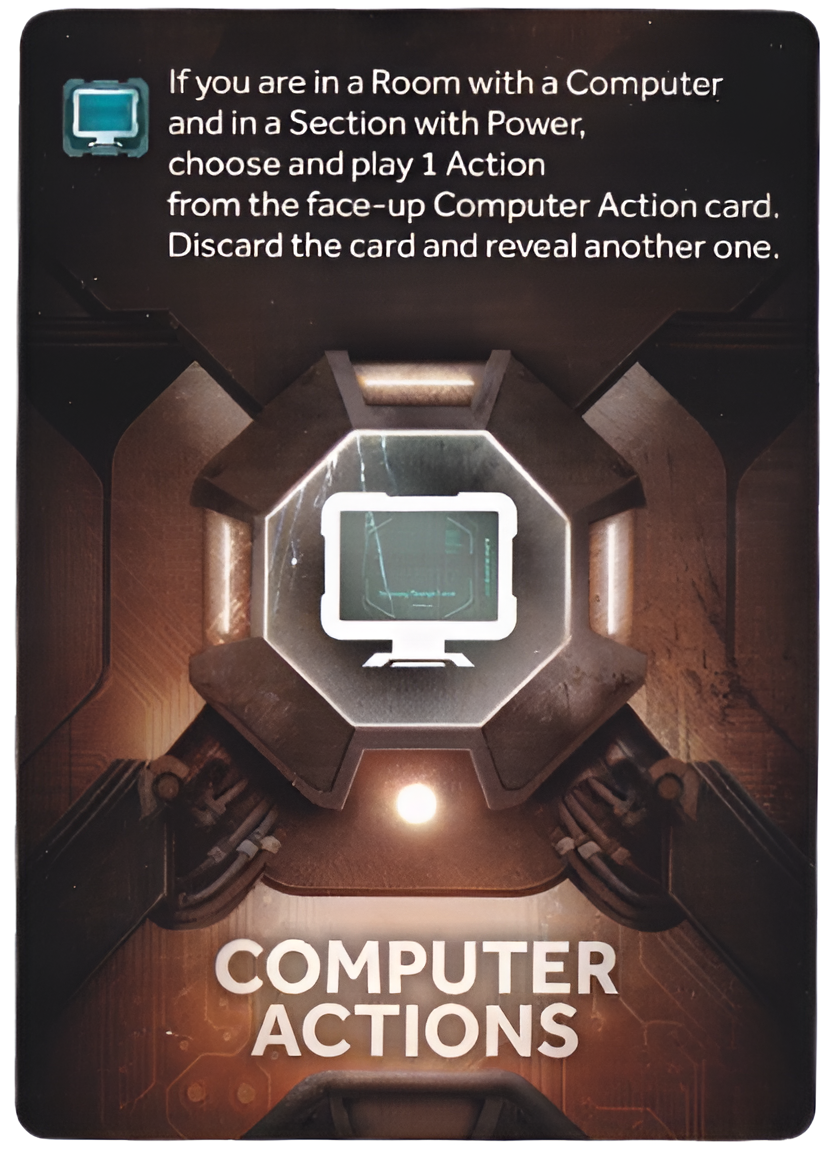 If you are in a Room with a Computer
and in a Section with Power,
choose and play 1 Action
from the face-up Computer Action card.
Discard the card and reveal another one.
COMPUTER
ACTIONS